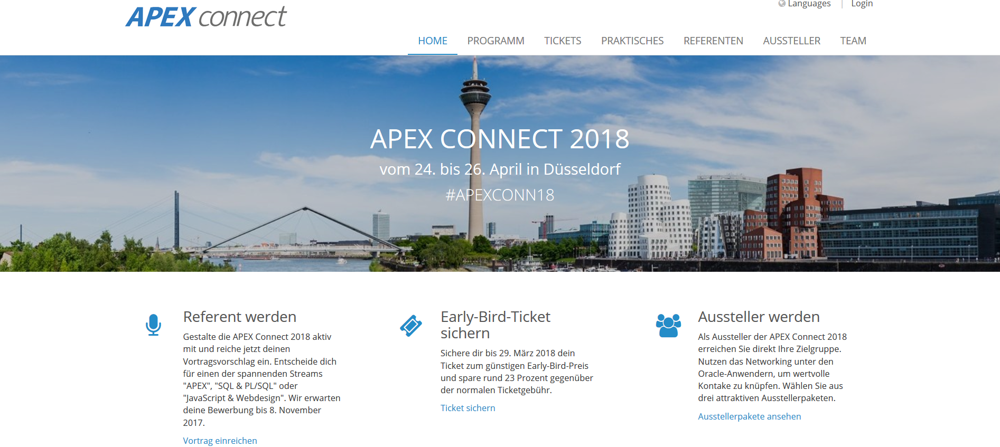 APEX connect
Languages | Login
HOME PROGRAMM TICKETS PRAKTISCHES REFERENTEN AUSSTELLER TEAM
APEX CONNECT 2018
vom 24. bis 26. April in Düsseldorf
#APEXCONN18
Referent werden
Gestalte die APEX Connect 2018 aktiv
mit und reiche jetzt deinen
Vortragsvorschlag ein. Entscheide dich
für einen der spannenden Streams
"APEX", "SQL & PL/SQL" oder
"JavaScript & Webdesign". Wir erwarten
deine Bewerbung bis 8. November
2017.
Vortrag einreichen
Early-Bird-Ticket
sichern
Sichere dir bis 29. März 2018 dein
Ticket zum günstigen Early-Bird-Preis
und spare rund 23 Prozent gegenüber
der normalen Ticketgebühr.
Ticket sichern
Aussteller werden
Als Aussteller der APEX Connect 2018
erreichen Sie direkt Ihre Zielgruppe.
Nutzen das Networking unter den
Oracle-Anwendern, um wertvolle
Kontake zu knüpfen. Wählen Sie aus
drei attraktiven Ausstellerpaketen.
Ausstellerpakete ansehen